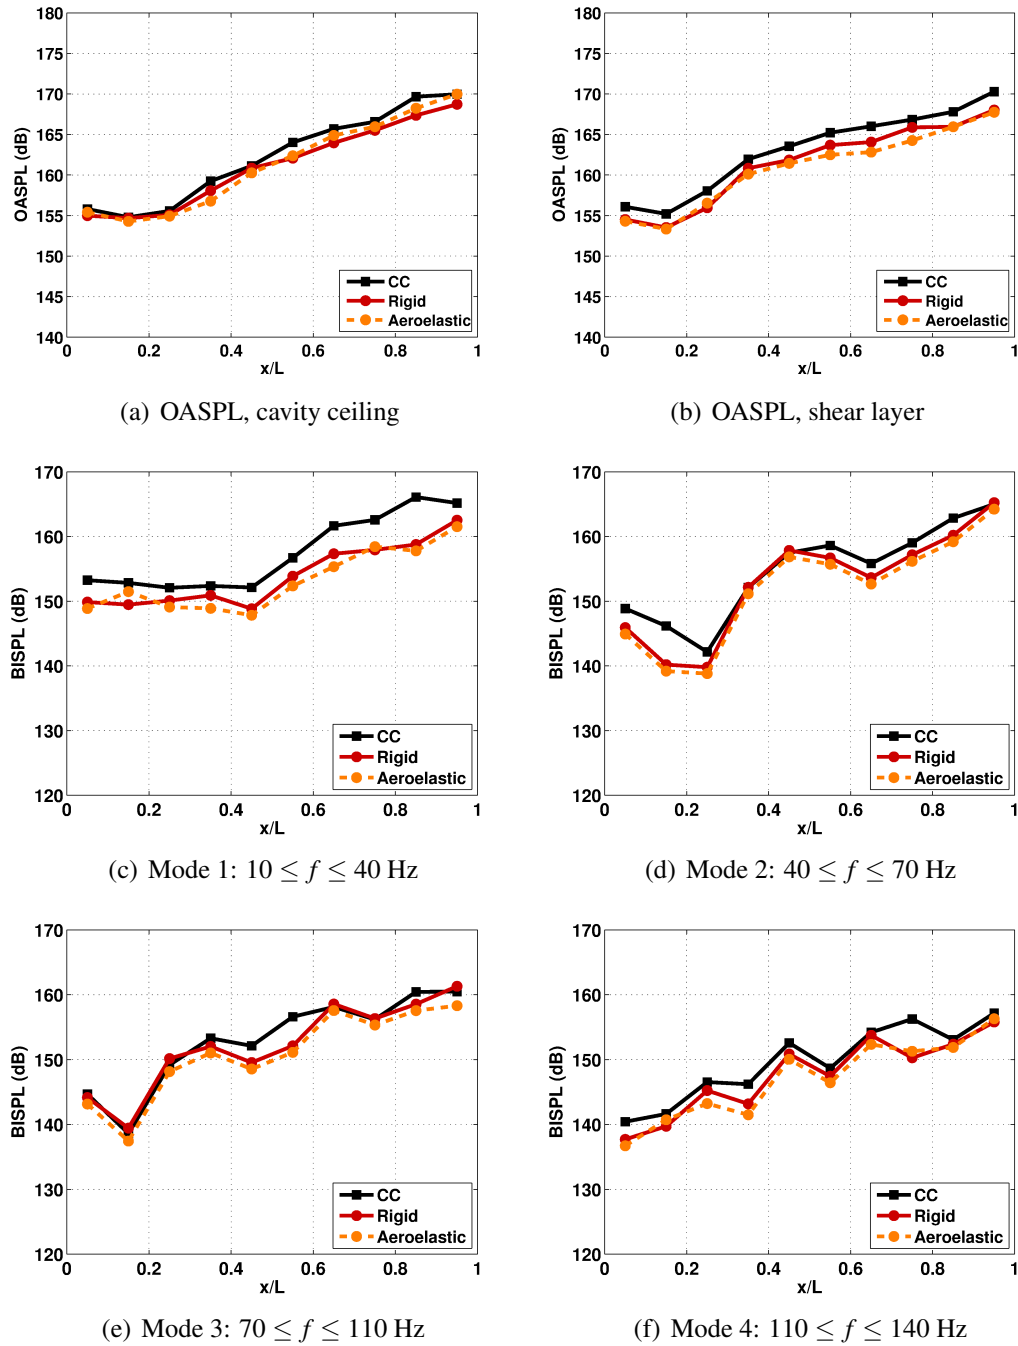 180
175
170
165
160
155
150
145
140
OASPL (dB)
CC
Rigid
Aeroelastic
0 0.2 0.4 0.6 0.8 1
x/L
(a) OASPL, cavity ceiling
180
175
170
165
160
155
150
145
140
OASPL (dB)
CC
Rigid
Aeroelastic
0 0.2 0.4 0.6 0.8 1
x/L
(b) OASPL, shear layer
170
160
150
140
130
120
BISPL (dB)
CC
Rigid
Aeroelastic
0 0.2 0.4 0.6 0.8 1
x/L
(c) Mode 1: 10 ≤ f ≤ 40 Hz
170
160
150
140
130
120
BISPL (dB)
CC
Rigid
Aeroelastic
0 0.2 0.4 0.6 0.8 1
x/L
(d) Mode 2: 40 ≤ f ≤ 70 Hz
170
160
150
140
130
120
BISPL (dB)
CC
Rigid
Aeroelastic
0 0.2 0.4 0.6 0.8 1
x/L
(e) Mode 3: 70 ≤ f ≤ 110 Hz
170
160
150
140
130
120
BISPL (dB)
CC
Rigid
Aeroelastic
0 0.2 0.4 0.6 0.8 1
x/L
(f) Mode 4: 110 ≤ f ≤ 140 Hz